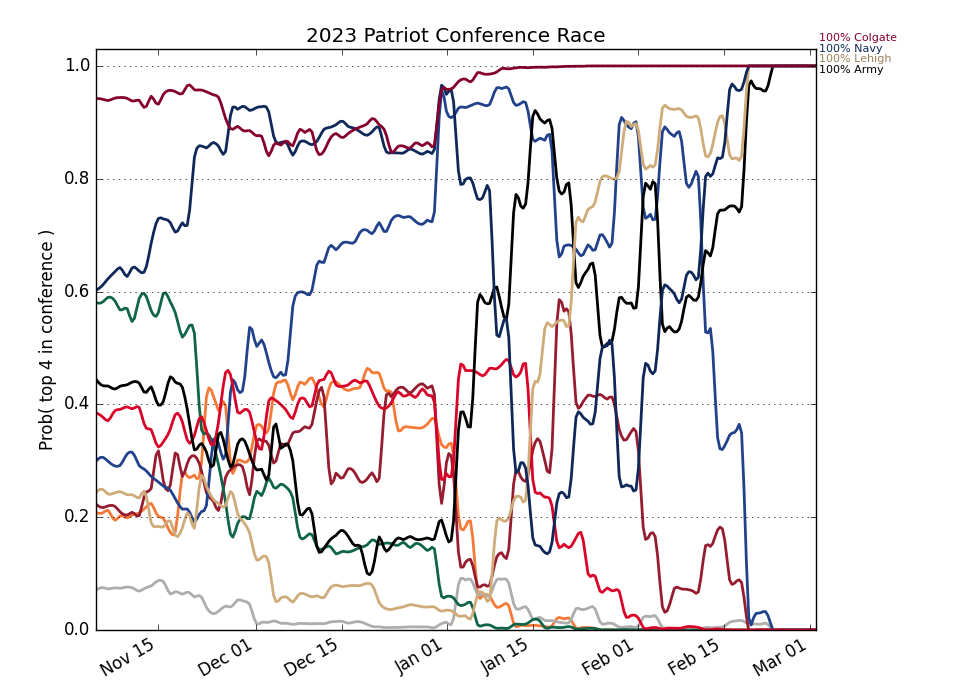 2023 Patriot Conference Race
100% Colgate
100% Navy
100% Lehigh
100% Army
Prob( top 4 in conference )
1.0
0.8
0.6
0.4
0.2
0.0
Nov 15
Dec 01
Dec 15
Jan 01
Jan 15
Feb 01
Feb 15
Mar 01